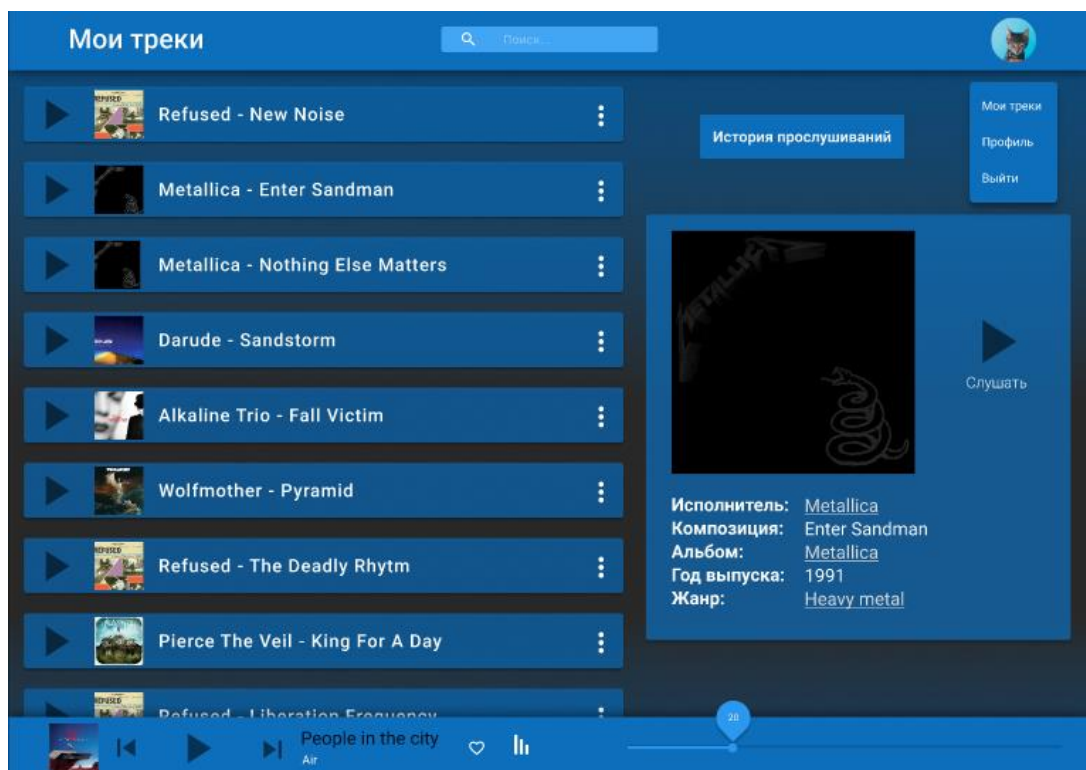 Мои треки
Поиск...
Refused - New Noise
Metallica - Enter Sandman
Metallica - Nothing Else Matters
Darude - Sandstorm
Alkaline Trio - Fall Victim
Wolfmother - Pyramid
Refused - The Deadly Rhytm
Pierce The Veil - King For A Day
Refused - Liberation Frequency
История прослушиваний
Мои треки
Профиль
Выйти
METALLICA
Слушать
Исполнитель: Metallica
Композиция: Enter Sandman
Альбом: Metallica
Год выпуска: 1991
Жанр: Heavy metal
People in the city
Air
20